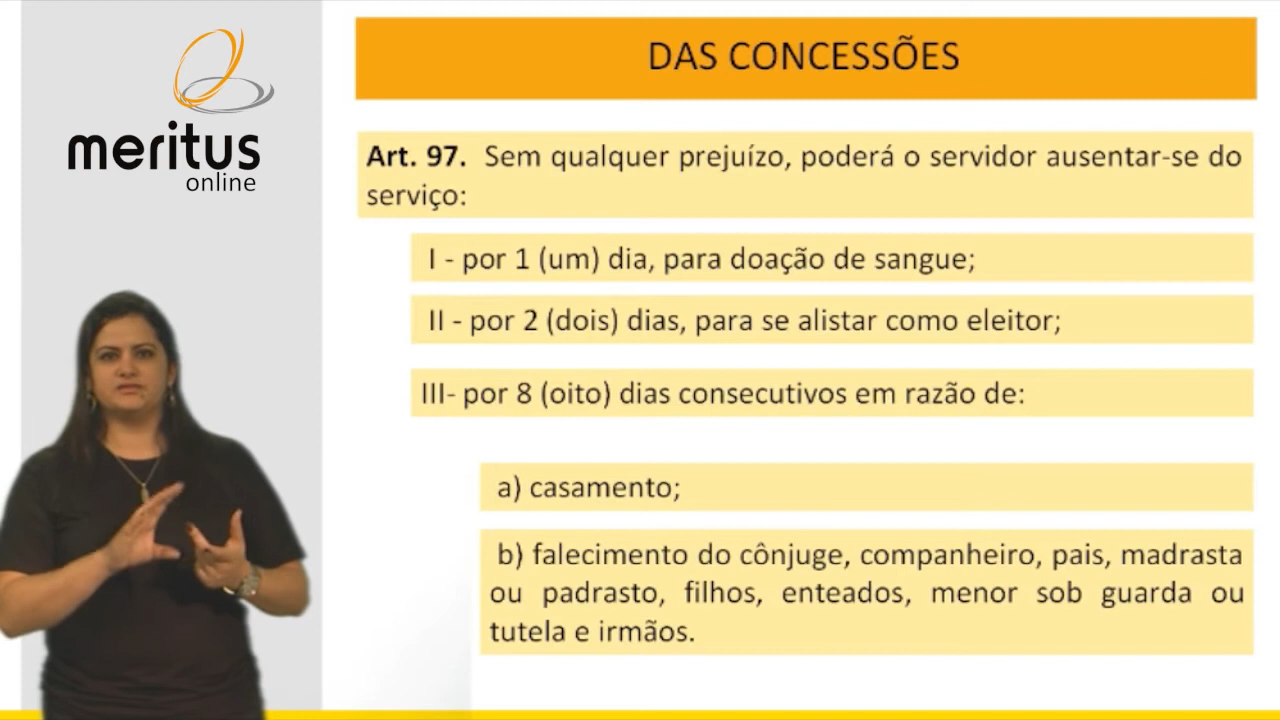 meritus
online
DAS CONCESSÕES
Art. 97. Sem qualquer prejuízo, poderá o servidor ausentar-se do
serviço:
I - por 1 (um) dia, para doação de sangue;
II - por 2 (dois) dias, para se alistar como eleitor;
III- por 8 (oito) dias consecutivos em razão de:
a) casamento;
b) falecimento do cônjuge, companheiro, pais, madrasta
ou padrasto, filhos, enteados, menor sob guarda ou
tutela e irmãos.